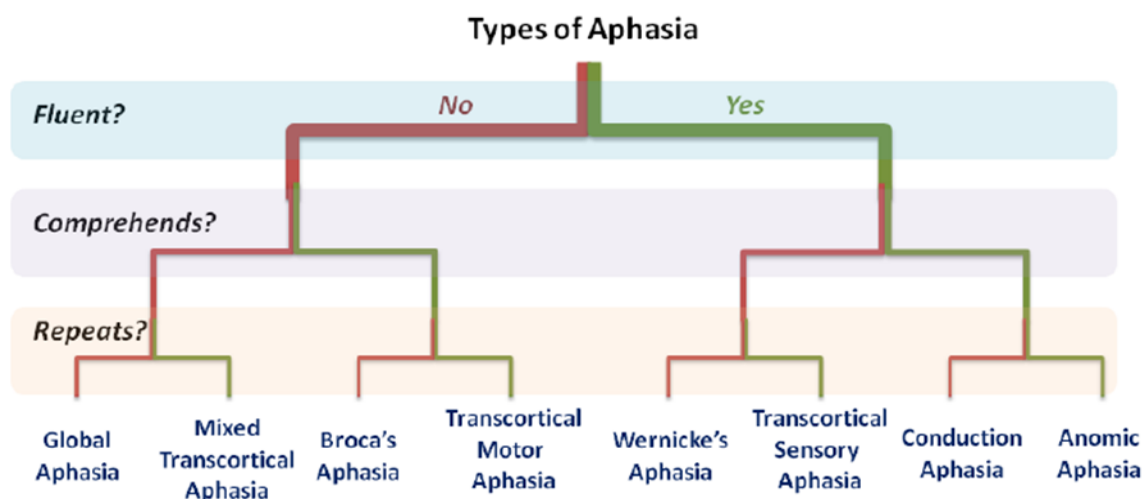 Types of Aphasia
Fluent?
No
Yes
Comprehends?
Repeats?
Global
Aphasia
Mixed
Transcortical
Aphasia
Broca's
Aphasia
Transcortical
Motor
Aphasia
Wernicke's
Aphasia
Transcortical
Sensory
Aphasia
Conduction
Aphasia
Anomic
Aphasia